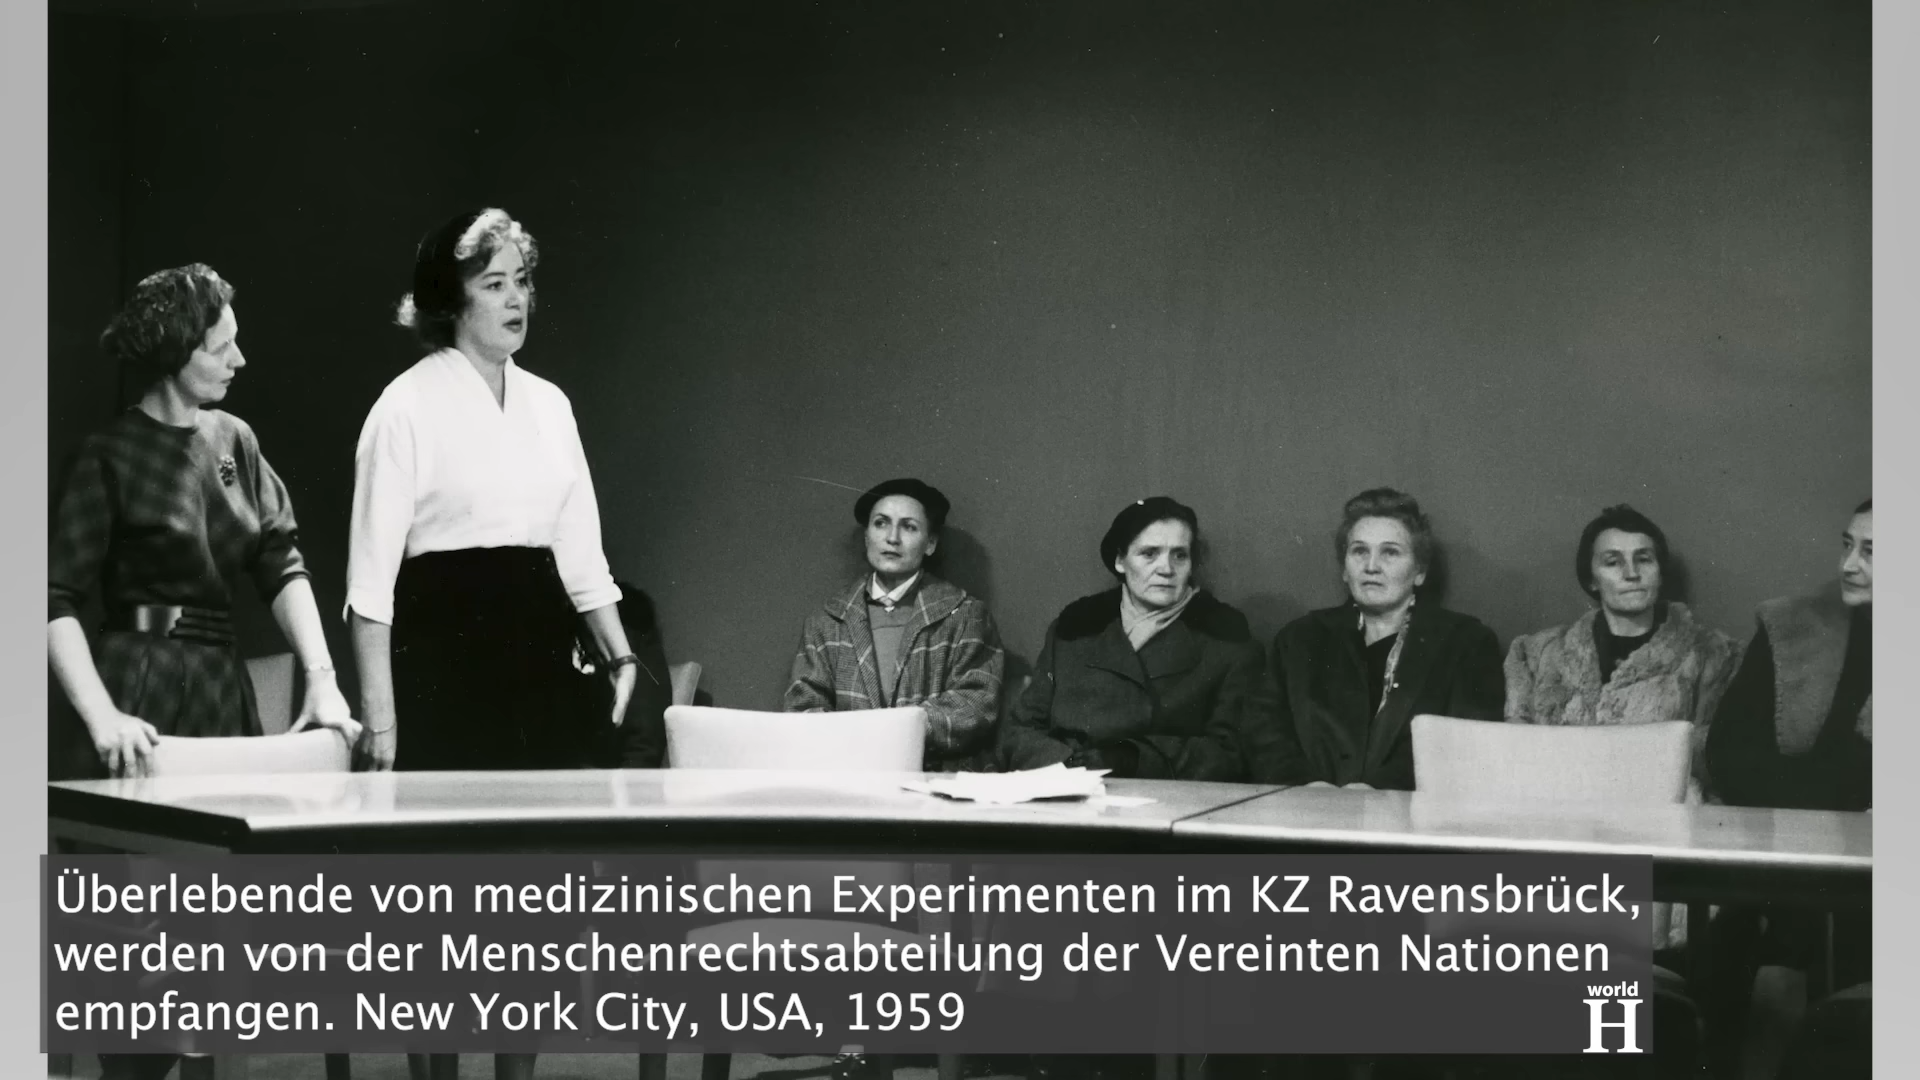 Überlebende von medizinischen Experimenten im KZ Ravensbrück,
werden von der Menschenrechtsabteilung der Vereinten Nationen
empfangen. New York City, USA, 1959
world
H